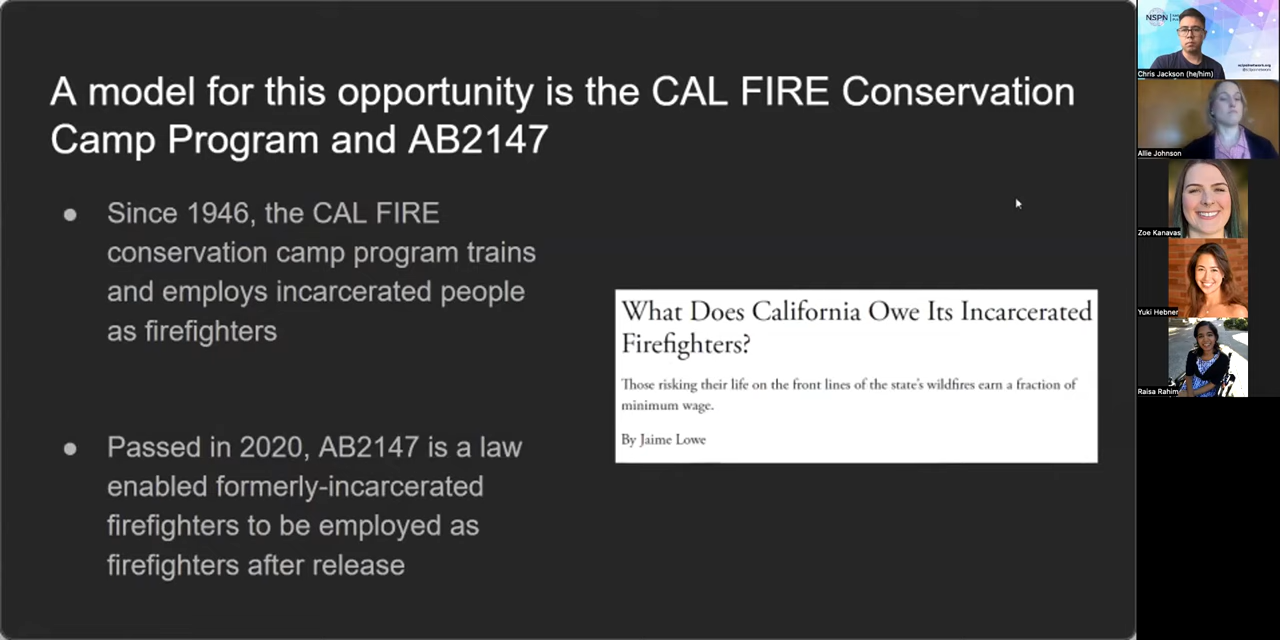 A model for this opportunity is the CAL FIRE Conservation
Camp Program and AB2147
● Since 1946, the CAL FIRE
conservation camp program trains
and employs incarcerated people
as firefighters
● Passed in 2020, AB2147 is a law
enabled formerly-incarcerated
firefighters to be employed as
firefighters after release
What Does California Owe Its Incarcerated
Firefighters?
Those risking their life on the front lines of the state's wildfires earn a fraction of
minimum wage.
By Jaime Lowe
NSPN
Chris Jackson (he/him)
Allie Johnson
Zoe Kanavas
Yuki Hebner
Raisa Rahim